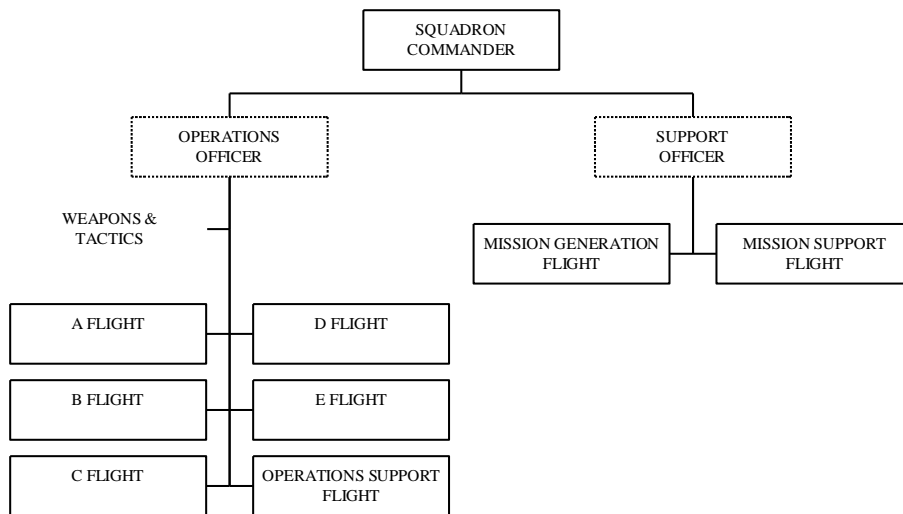 SQUADRON
COMMANDER
OPERATIONS
OFFICER
SUPPORT
OFFICER
WEAPONS &
TACTICS
MISSION GENERATION
FLIGHT
MISSION SUPPORT
FLIGHT
A FLIGHT
D FLIGHT
B FLIGHT
E FLIGHT
C FLIGHT
OPERATIONS SUPPORT
FLIGHT